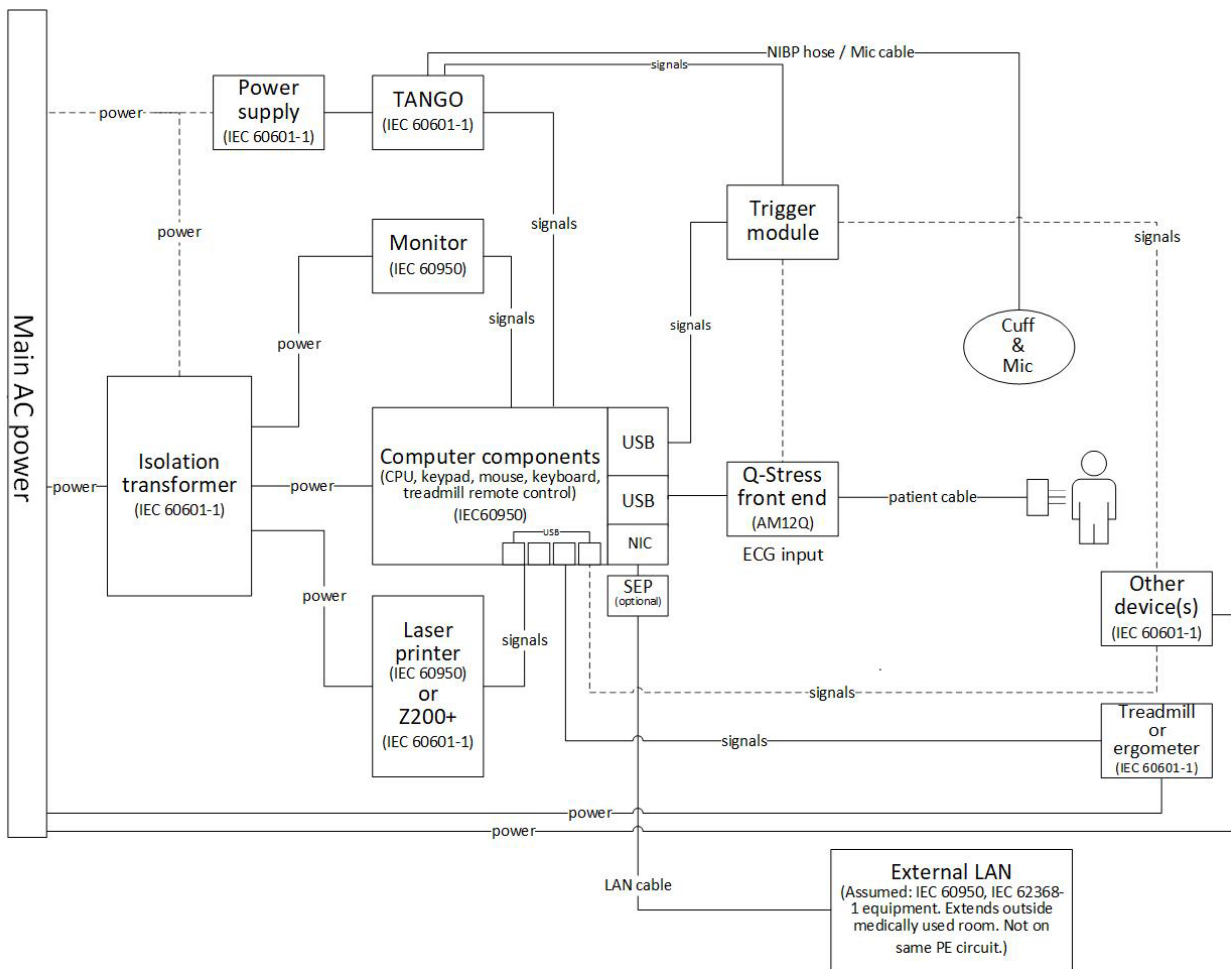 NIBP hose / Mic cable
signals
Power
supply
(IEC 60601-1)
TANGO
(IEC 60601-1)
power
Trigger
module
signals
power
signals
Monitor
(IEC 60950)
signals
signals
power
Cuff
&
Mic
Main AC power
Isolation
transformer
(IEC 60601-1)
power
power
Computer components
(CPU, keypad, mouse, keyboard,
treadmill remote control)
(IEC60950)
USB
USB
USB
NIC
Q-Stress
front end
(AM12Q)
ECG input
patient cable
SEP
(optional)
Other
device(s)
(IEC 60601-1)
power
Laser
printer
(IEC 60950)
or
Z200+
(IEC 60601-1)
signals
signals
signals
Treadmill
or
ergometer
(IEC 60601-1)
power
power
LAN cable
External LAN
(Assumed: IEC 60950, IEC 62368-
1 equipment. Extends outside
medically used room. Not on
same PE circuit.)